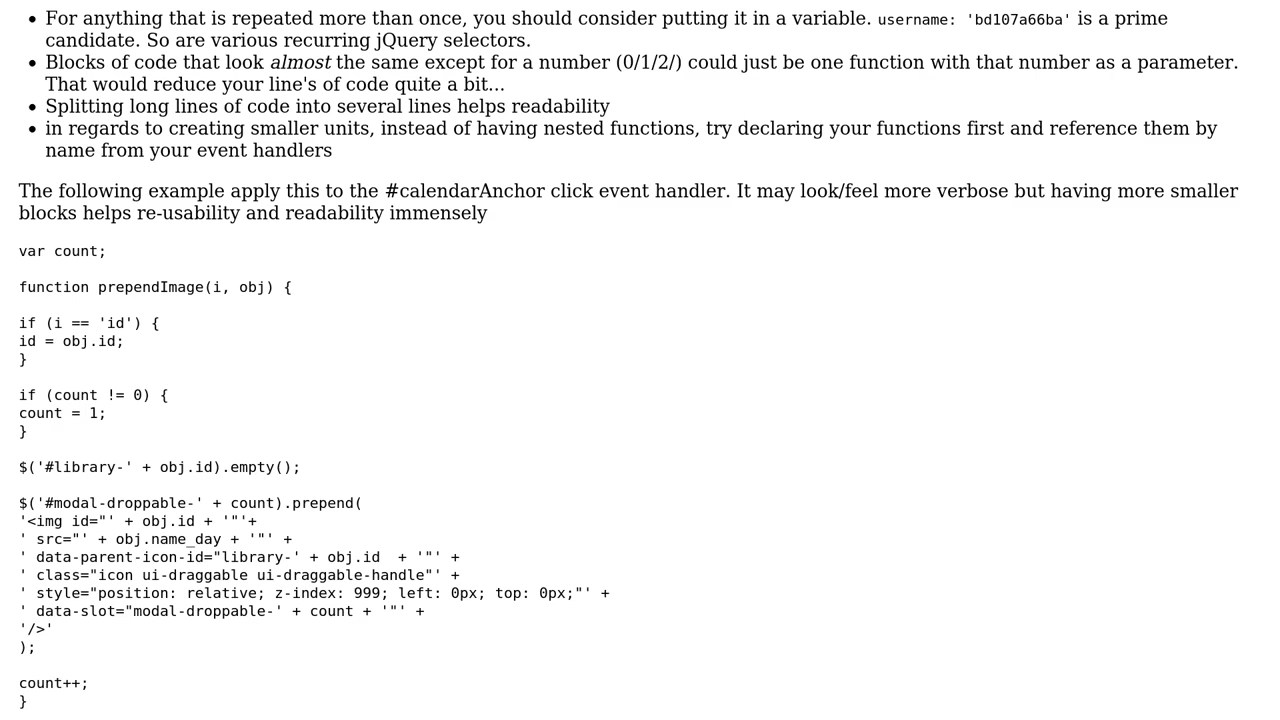 • For anything that is repeated more than once, you should consider putting it in a variable. username: 'bd107a66ba' is a prime
candidate. So are various recurring jQuery selectors.
• Blocks of code that look almost the same except for a number (0/1/2/) could just be one function with that number as a parameter.
That would reduce your line's of code quite a bit...
• Splitting long lines of code into several lines helps readability
• in regards to creating smaller units, instead of having nested functions, try declaring your functions first and reference them by
name from your event handlers
The following example apply this to the #calendarAnchor click event handler. It may look/feel more verbose but having more smaller
blocks helps re-usability and readability immensely
var count;
function prependImage(i, obj) {
if (i == 'id') {
id = obj.id;
}
if (count != 0) {
count = 1;
}
$('#library-' + obj.id).empty();
$('#modal-droppable-' + count).prepend(
'<img id="' + obj.id + '"'+
' src="' + obj.name_day + '"' +
' data-parent-icon-id="library-' + obj.id  + '"' +
' class="icon ui-draggable ui-draggable-handle"' +
' style="position: relative; z-index: 999; left: 0px; top: 0px;"' +
' data-slot="modal-droppable-' + count + '"' +
'/>'
);
count++;
}